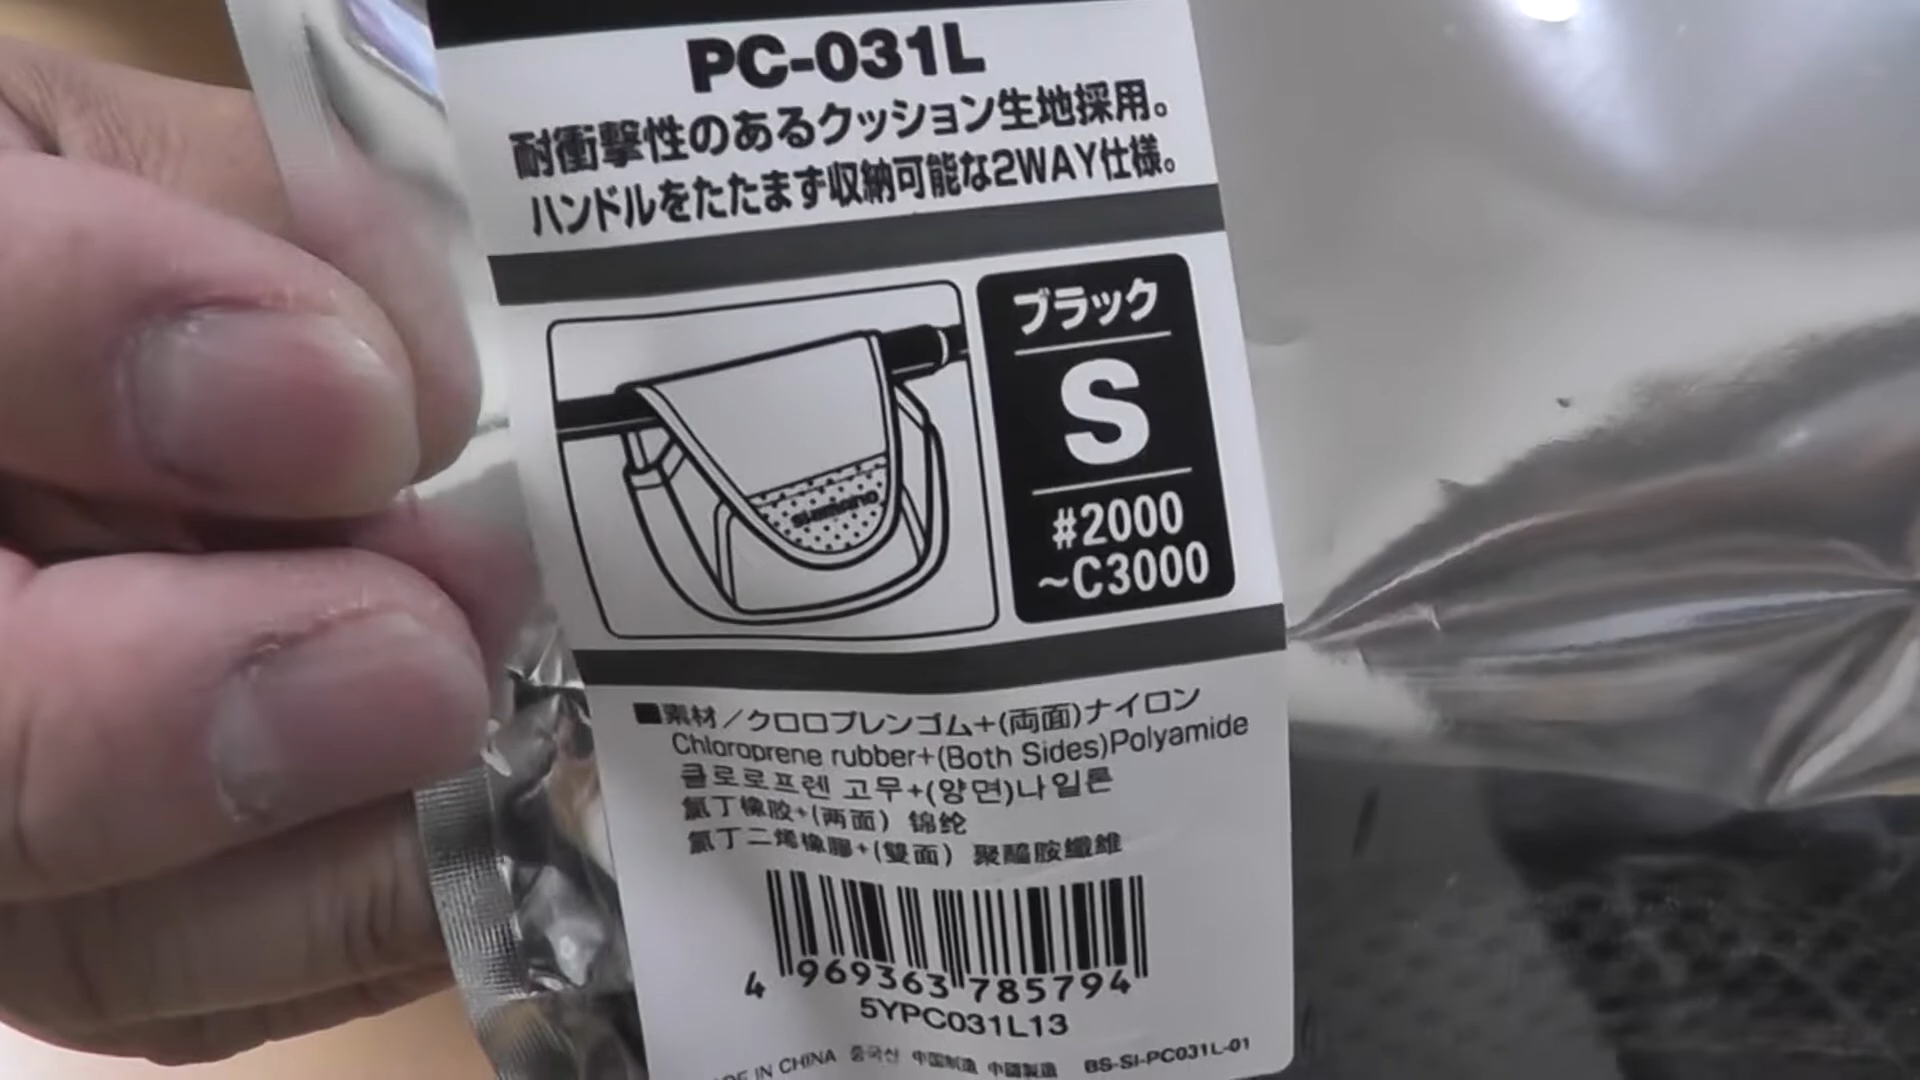 PC-031L
耐衝撃性のあるクッション生地採用。
ハンドルをたたまず収納可能な2WAY仕様。
SHIMANO
ブラック
S
#2000
~C3000
■素材/クロロプレンゴム+(両面)ナイロン
Chloroprene rubber+(Both Sides)Polyamide
클로로프렌 고무+(양면)나일론
氯丁橡胶+(两面) 锦纶
氯丁二烯橡膠+(雙面) 聚醯胺纖維
4 969363 785794
5YPC031L13
IN CHINA 중국산 中国制造 中國製造 BS-SI-PC031L-01